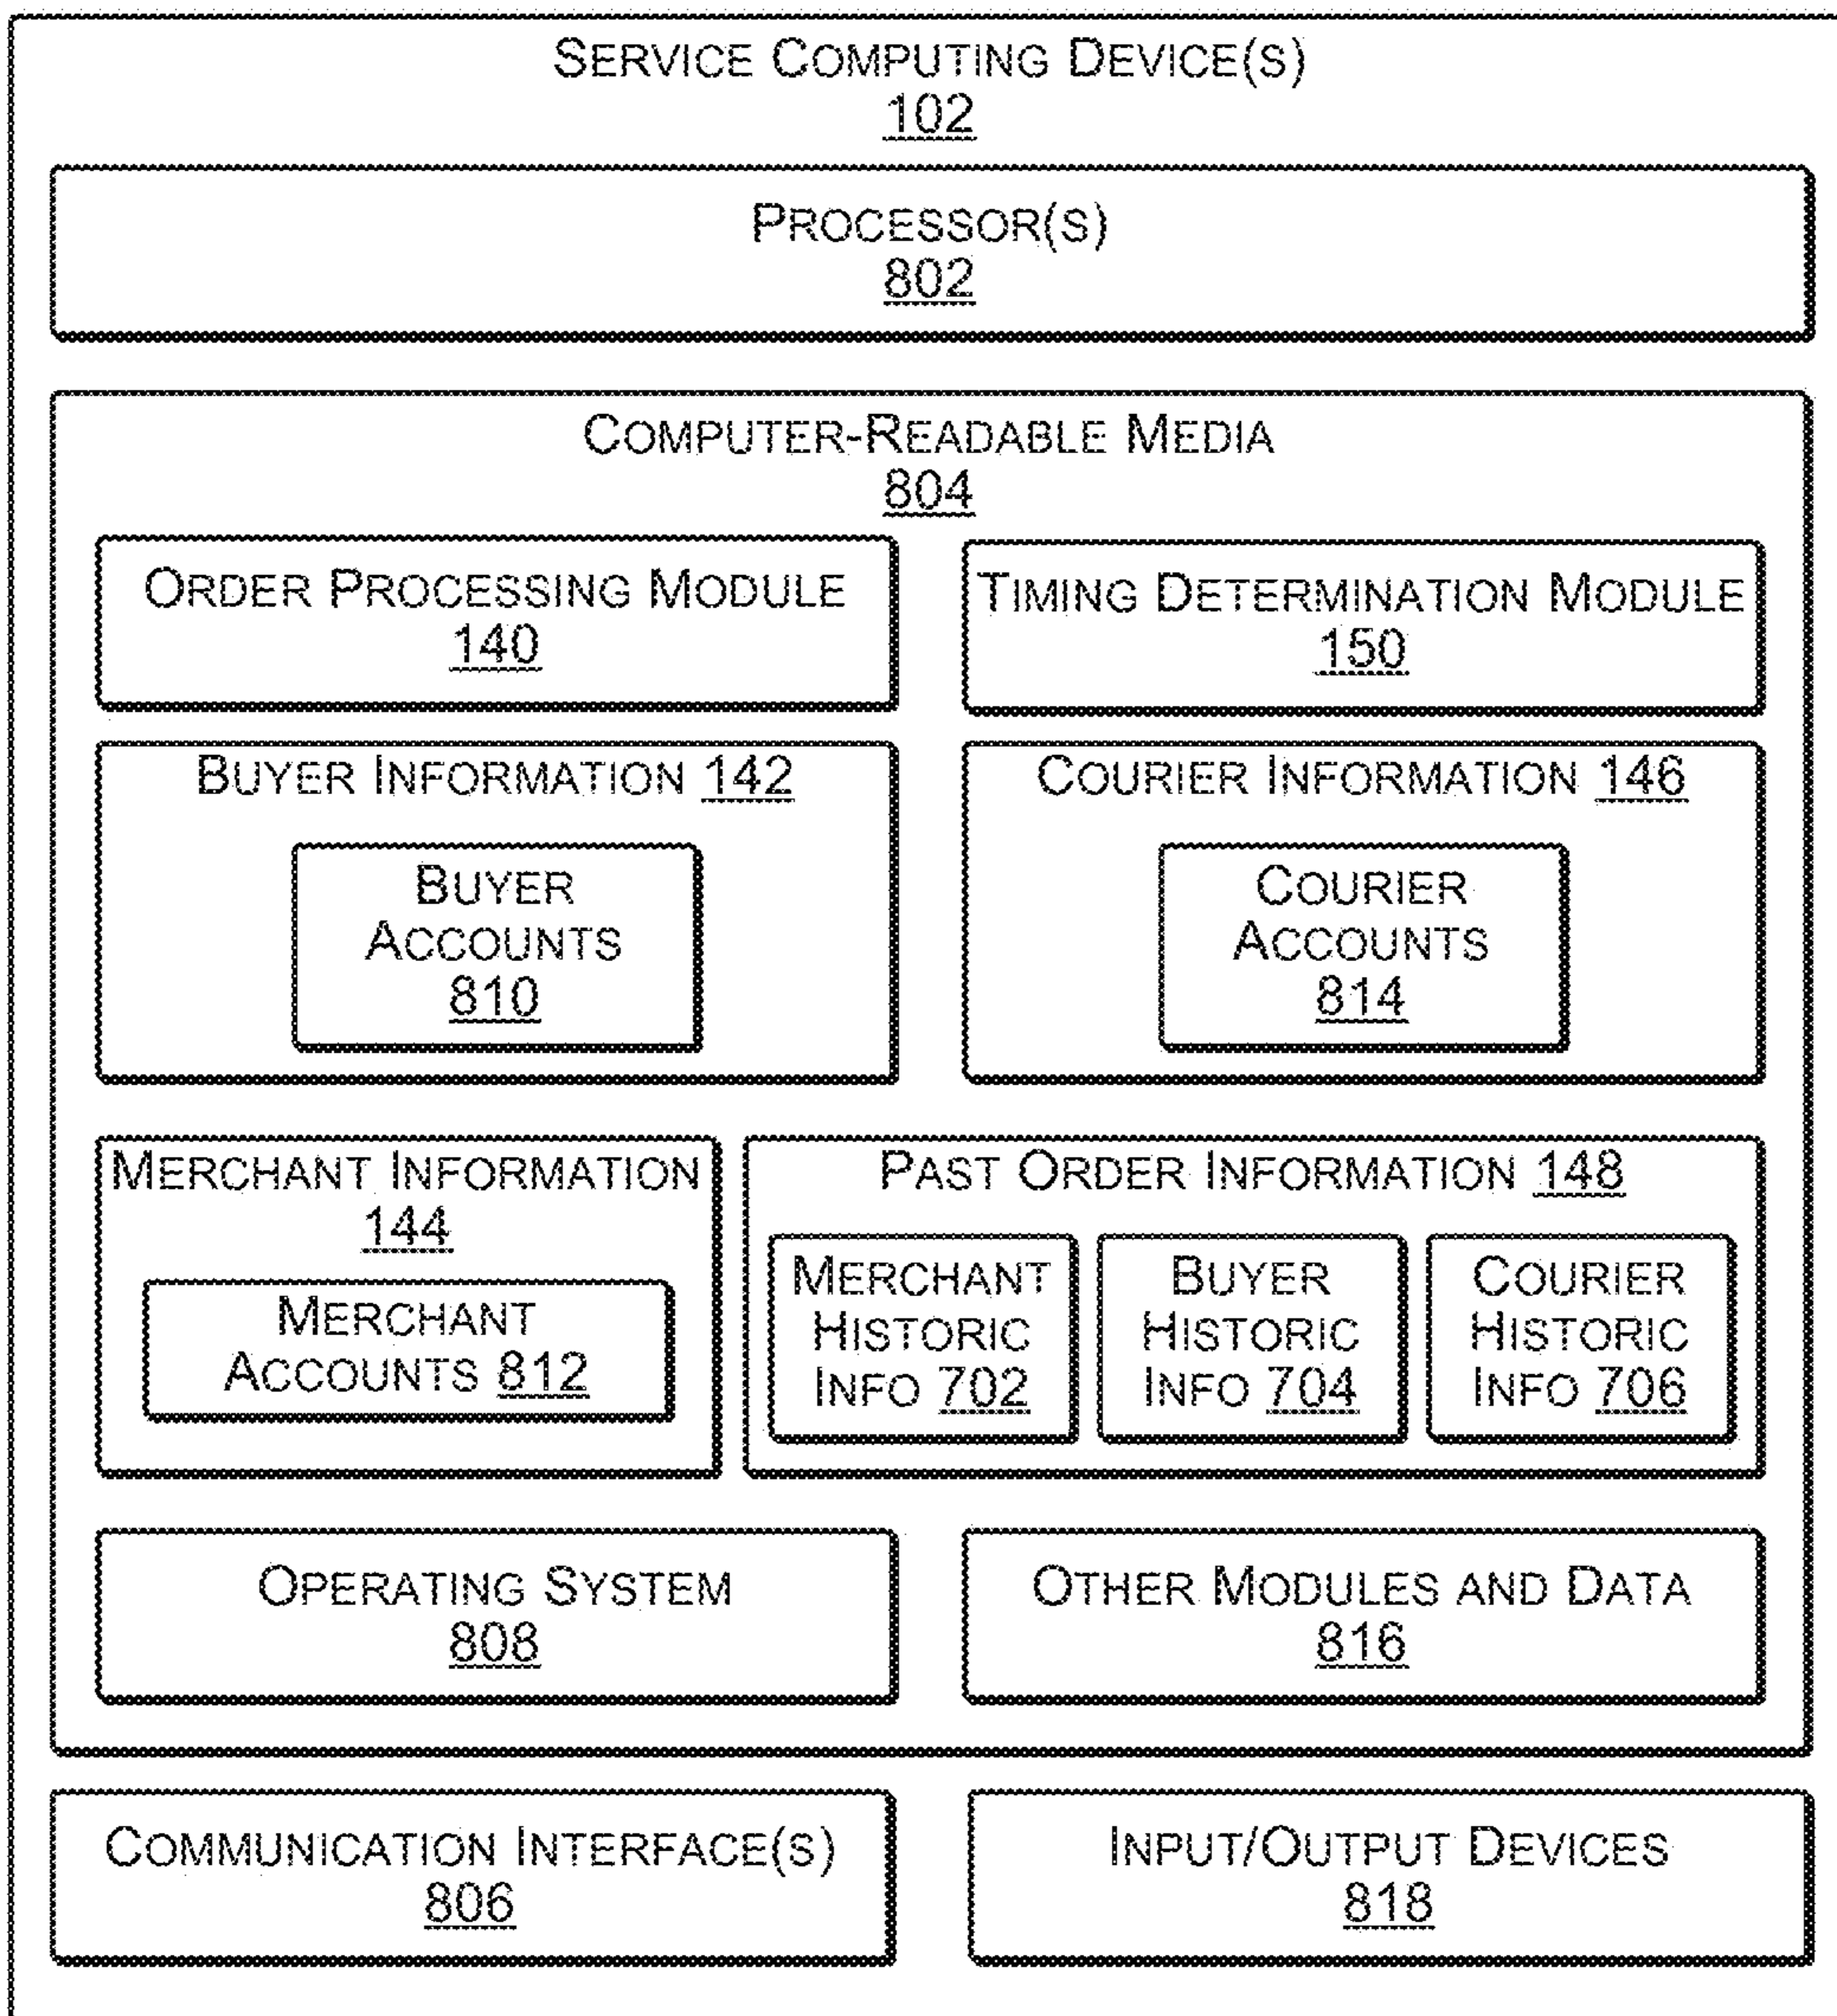 SERVICE COMPUTING DEVICE(S)
102
PROCESSOR(S)
802
COMPUTER-READABLE MEDIA
804
ORDER PROCESSING MODULE
140
TIMING DETERMINATION MODULE
150
BUYER INFORMATION 142
BUYER
ACCOUNTS
810
COURIER INFORMATION 146
COURIER
ACCOUNTS
814
MERCHANT INFORMATION
144
MERCHANT
ACCOUNTS 812
PAST ORDER INFORMATION 148
MERCHANT
HISTORIC
INFO 702
BUYER
HISTORIC
INFO 704
COURIER
HISTORIC
INFO 706
OPERATING SYSTEM
808
OTHER MODULES AND DATA
816
COMMUNICATION INTERFACE(S)
806
INPUT/OUTPUT DEVICES
818